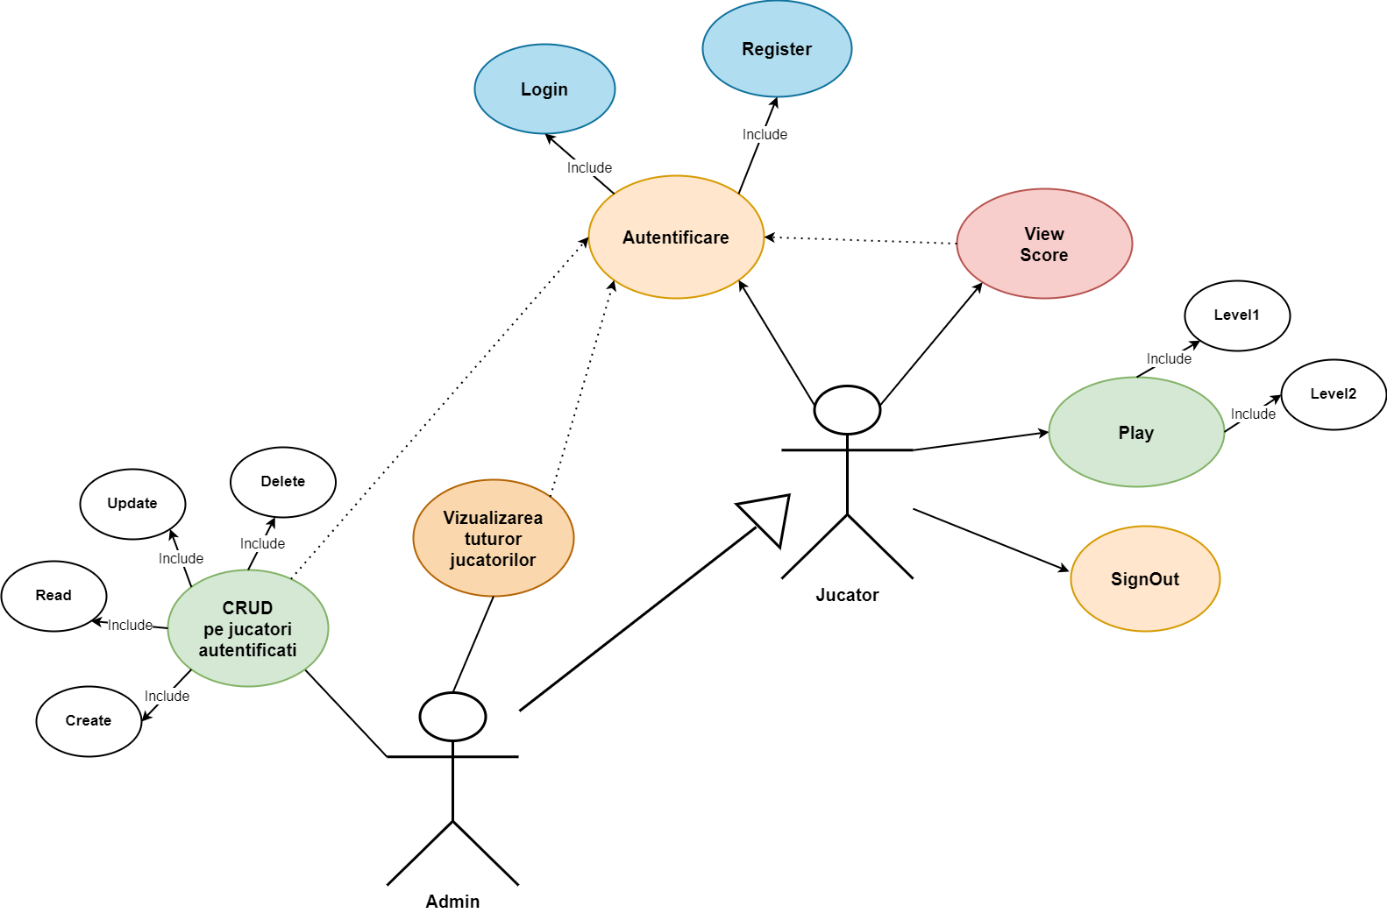 Register
Login
Include
Include
Autentificare
View
Score
Level1
Include
Level2
Include
Play
Delete
Update
Include
Include
Vizualizarea
tuturor
jucatorilor
SignOut
Jucator
Read
Include
CRUD
pe jucatori
autentificati
Include
Create
Admin